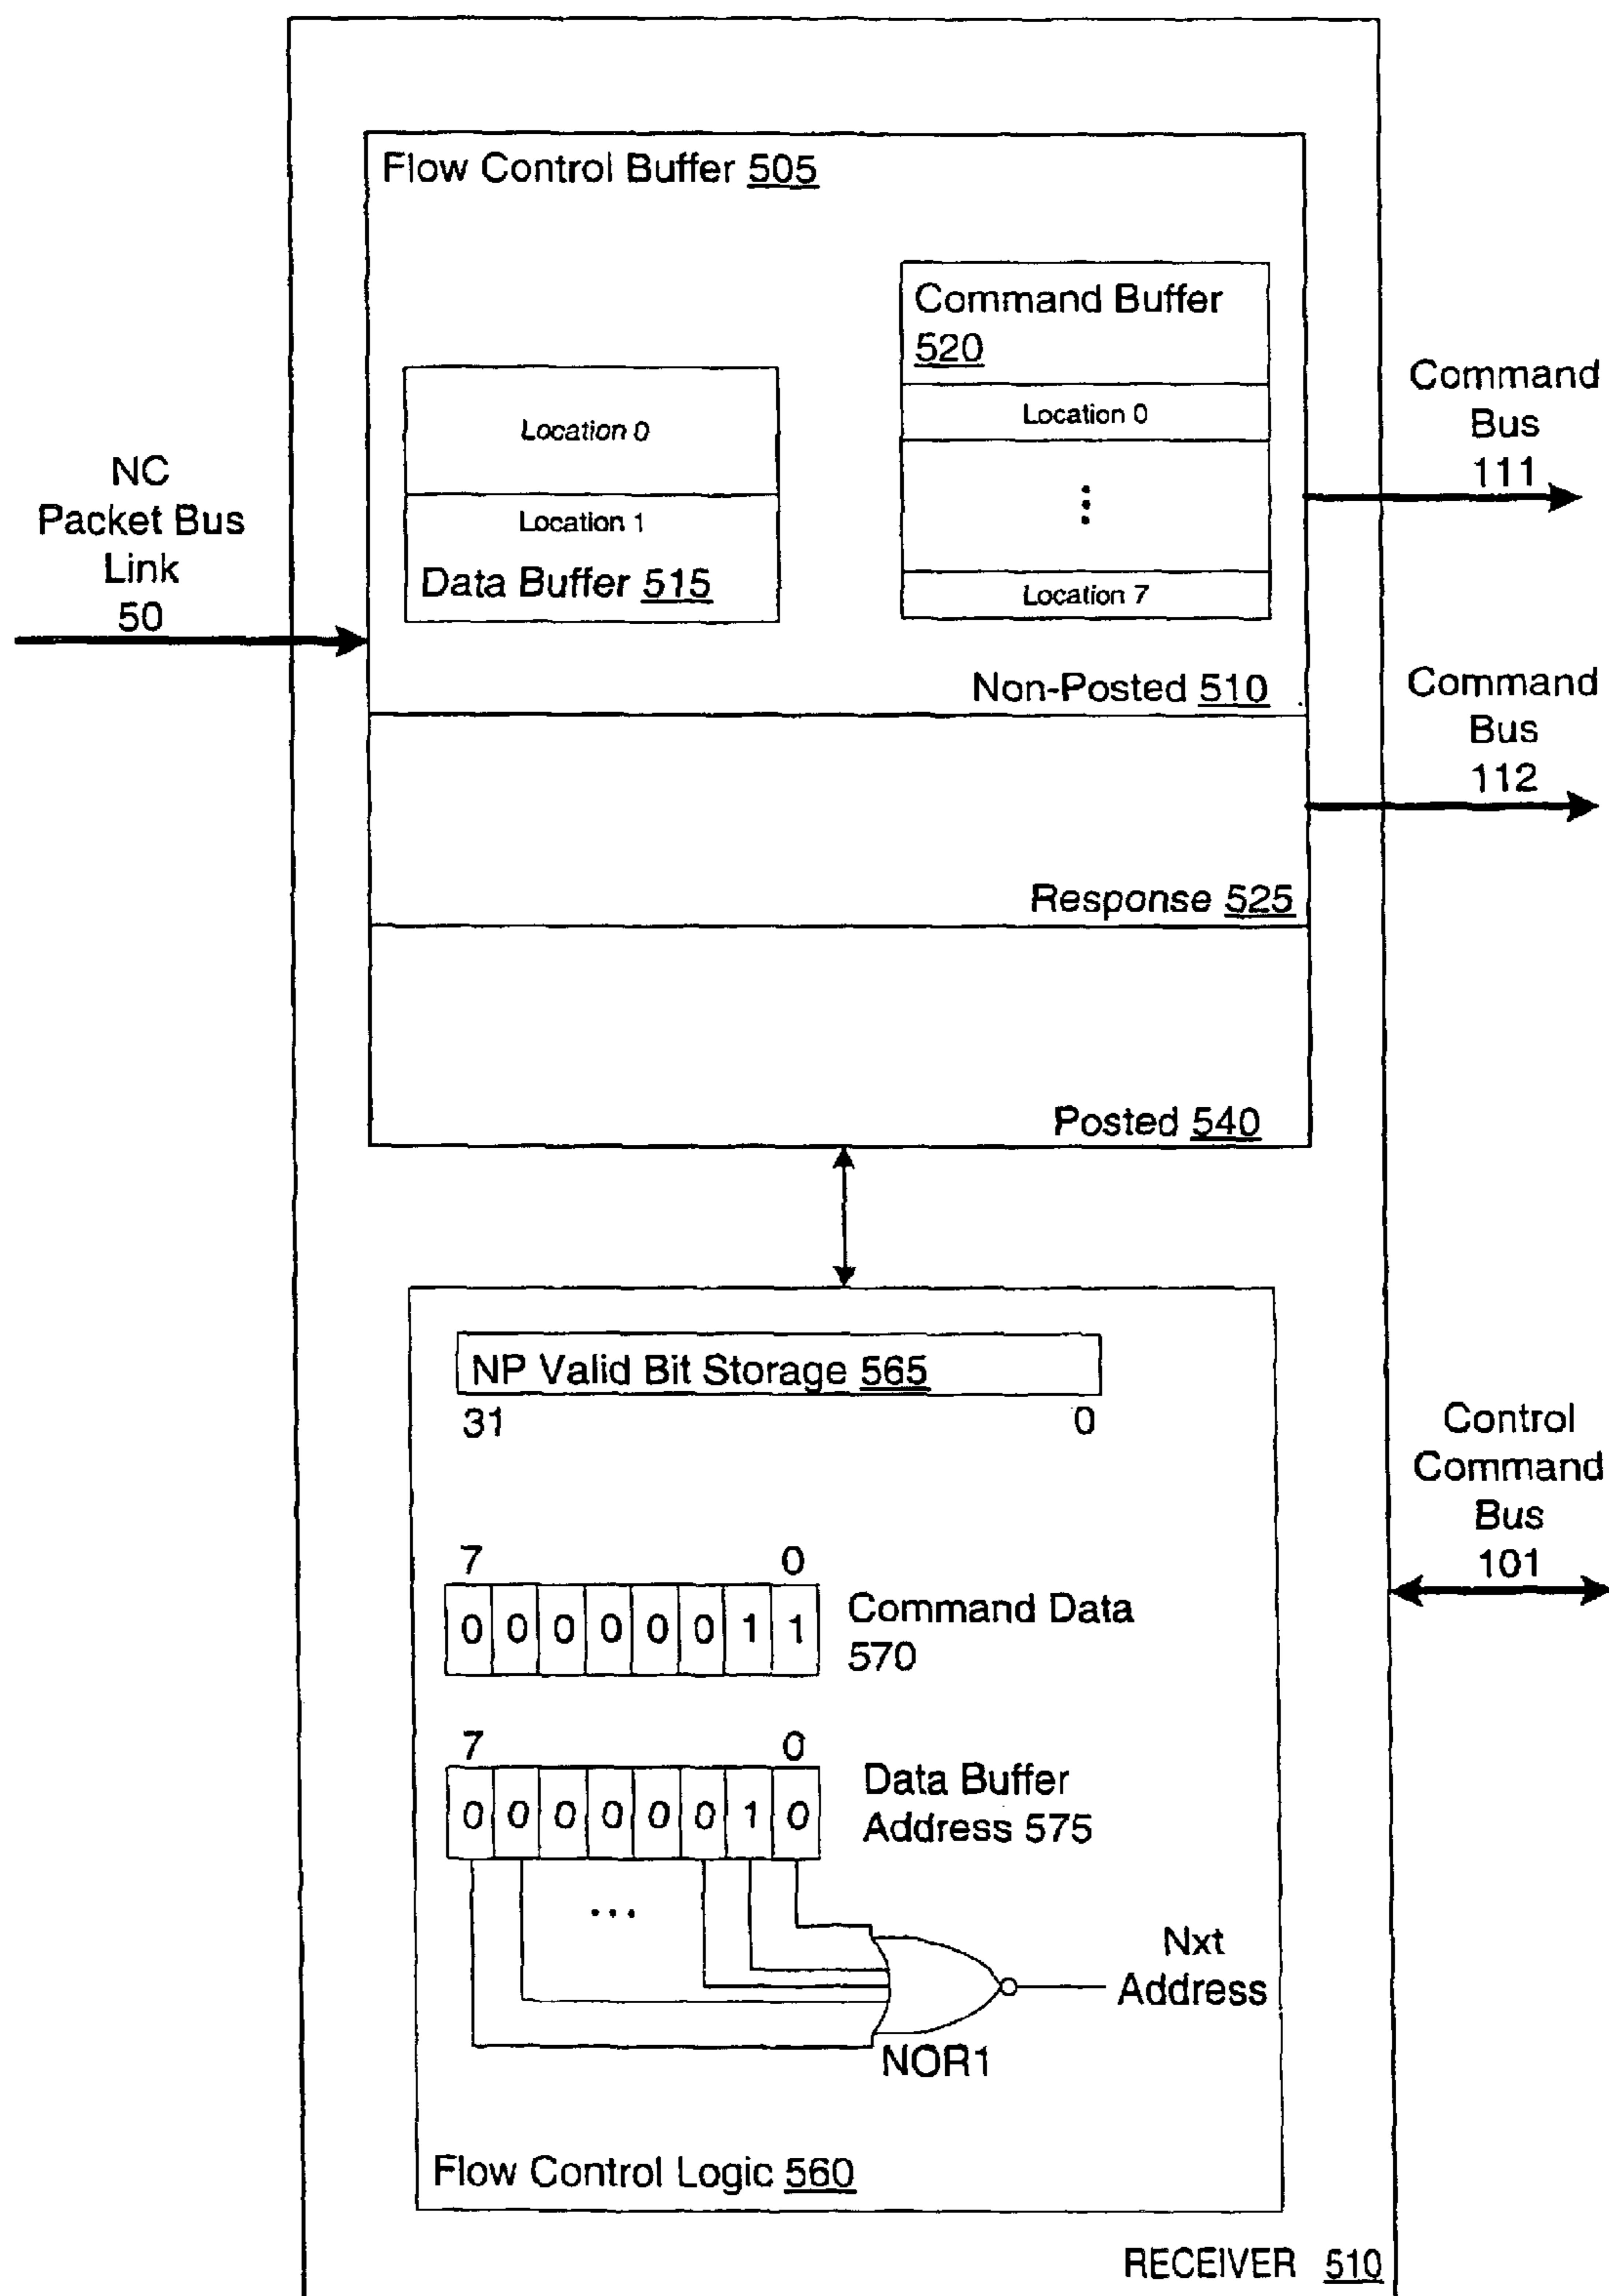 Flow Control Buffer 505
Command Buffer
520
Location 0
⋮
Location 7
Location 0
Location 1
Data Buffer 515
Non-Posted 510
Response 525
Posted 540
NC
Packet Bus
Link
50
Command
Bus
111
Command
Bus
112
NP Valid Bit Storage 565
31 0
Control
Command
Bus
101
7 0
0 0 0 0 0 0 1 1
Command Data
570
7 0
0 0 0 0 0 0 1 0
Data Buffer
Address 575
...
Nxt
Address
NOR1
Flow Control Logic 560
RECEIVER 510